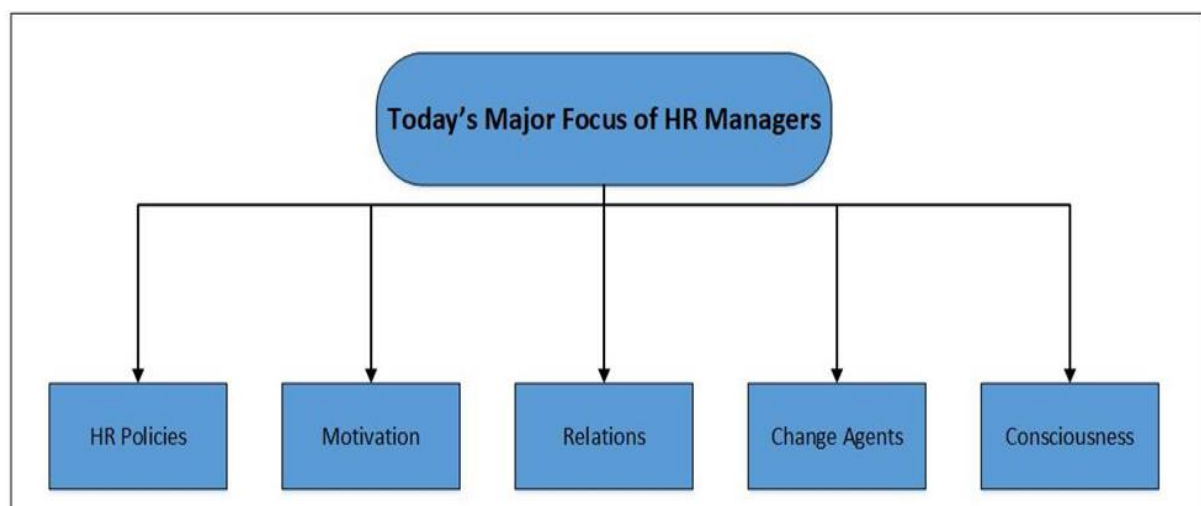 Today’s Major Focus of HR Managers
HR Policies
Motivation
Relations
Change Agents
Consciousness